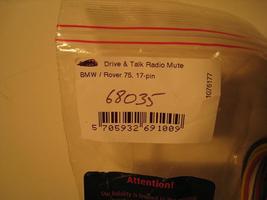 Drive & Talk Radio Mute
BMW / Rover 75, 17-pin
1076177
68035
5 705932 691009
Attention!